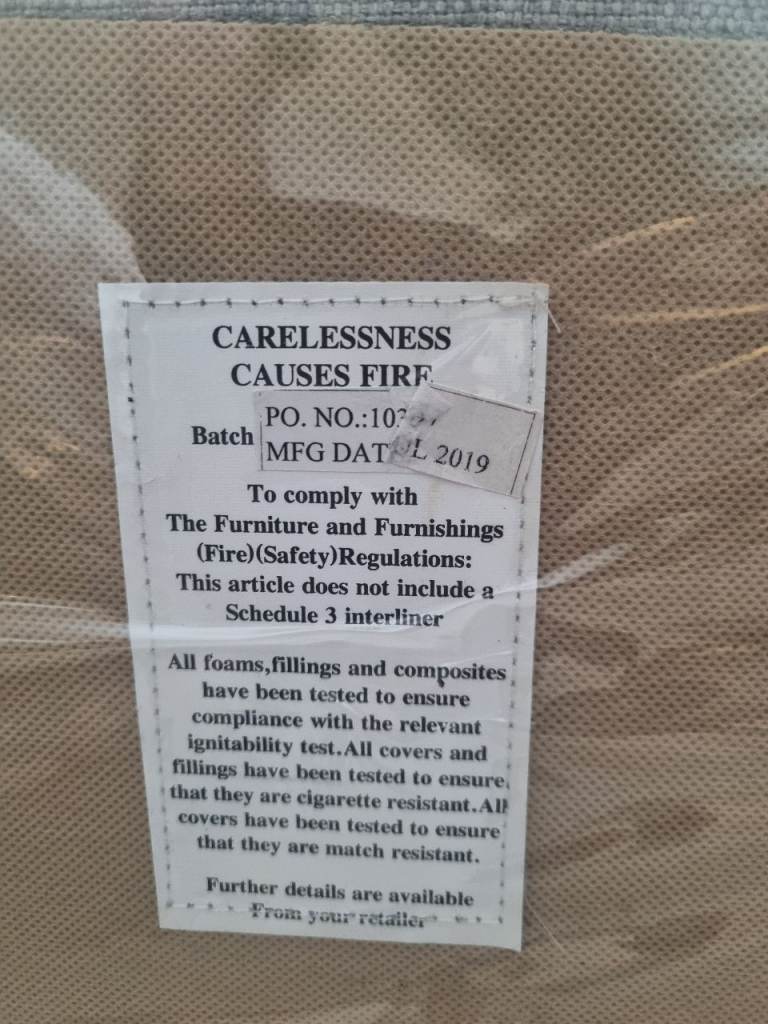 CARELESSNESS
CAUSES FIRE
Batch
PO. NO.:10
MFG DAT
2019
To comply with
The Furniture and Furnishings
(Fire)(Safety)Regulations:
This article does not include a
Schedule 3 interliner
All foams,fillings and composites
have been tested to ensure
compliance with the relevant
ignitability test.All covers and
fillings have been tested to ensure
that they are cigarette resistant.All
covers have been tested to ensure
that they are match resistant.
Further details are available
From your retailer